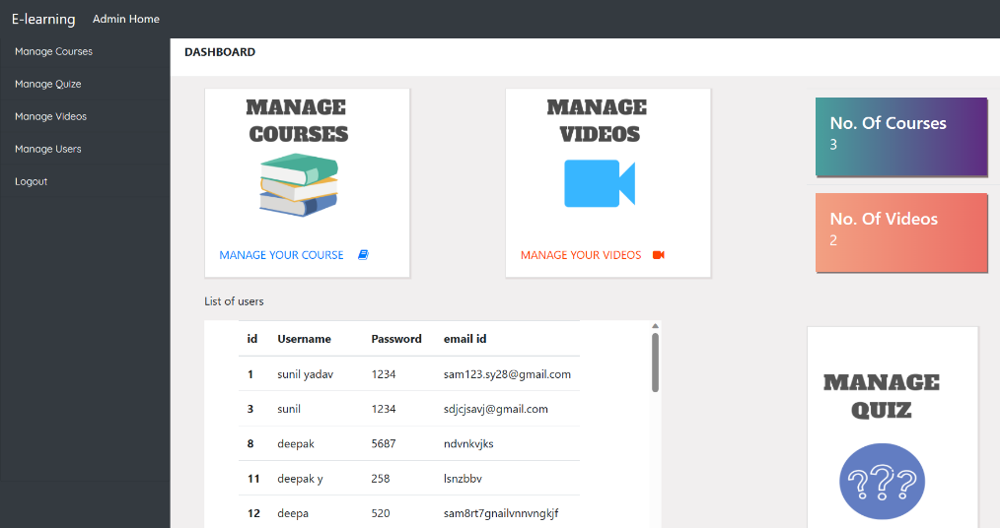 E-learning Admin Home
Manage Courses
Manage Quize
Manage Videos
Manage Users
Logout
DASHBOARD
MANAGE
COURSES
MANAGE YOUR COURSE
MANAGE
VIDEOS
MANAGE YOUR VIDEOS
No. Of Courses
3
No. Of Videos
2
List of users
id Username Password email id
1 sunil yadav 1234 sam123.sy28@gmail.com
3 sunil 1234 sdjcjsavj@gmail.com
8 deepak 5687 ndvnkvjks
11 deepak y 258 lsnzbbv
12 deepa 520 sam8rt7gnailvnnvngkjf
MANAGE
QUIZ
???